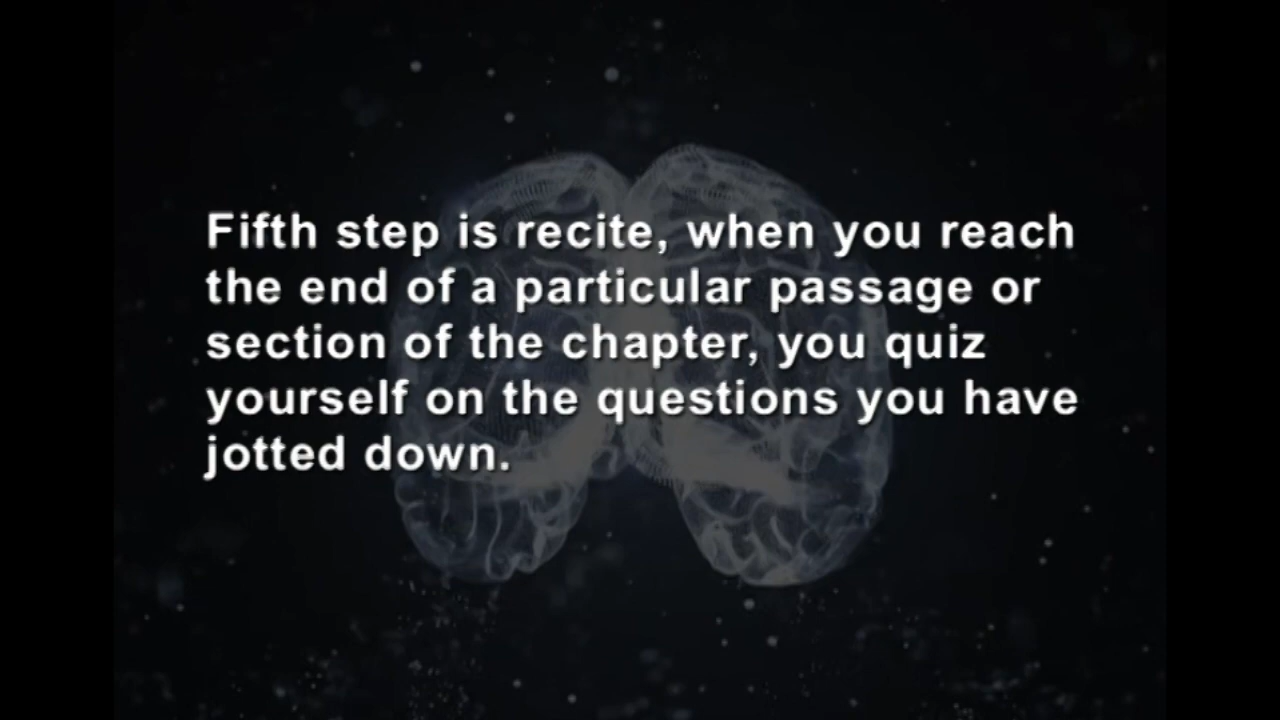 Fifth step is recite, when you reach
the end of a particular passage or
section of the chapter, you quiz
yourself on the questions you have
jotted down.